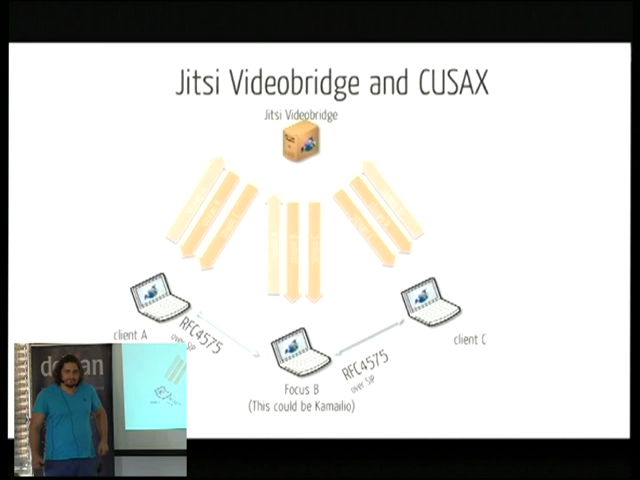 Jitsi Videobridge and CUSAX
Jitsi Videobridge
client A
RFC4575
over SIP
Focus B
(This could be Kamailio)
RFC4575
over SIP
client C